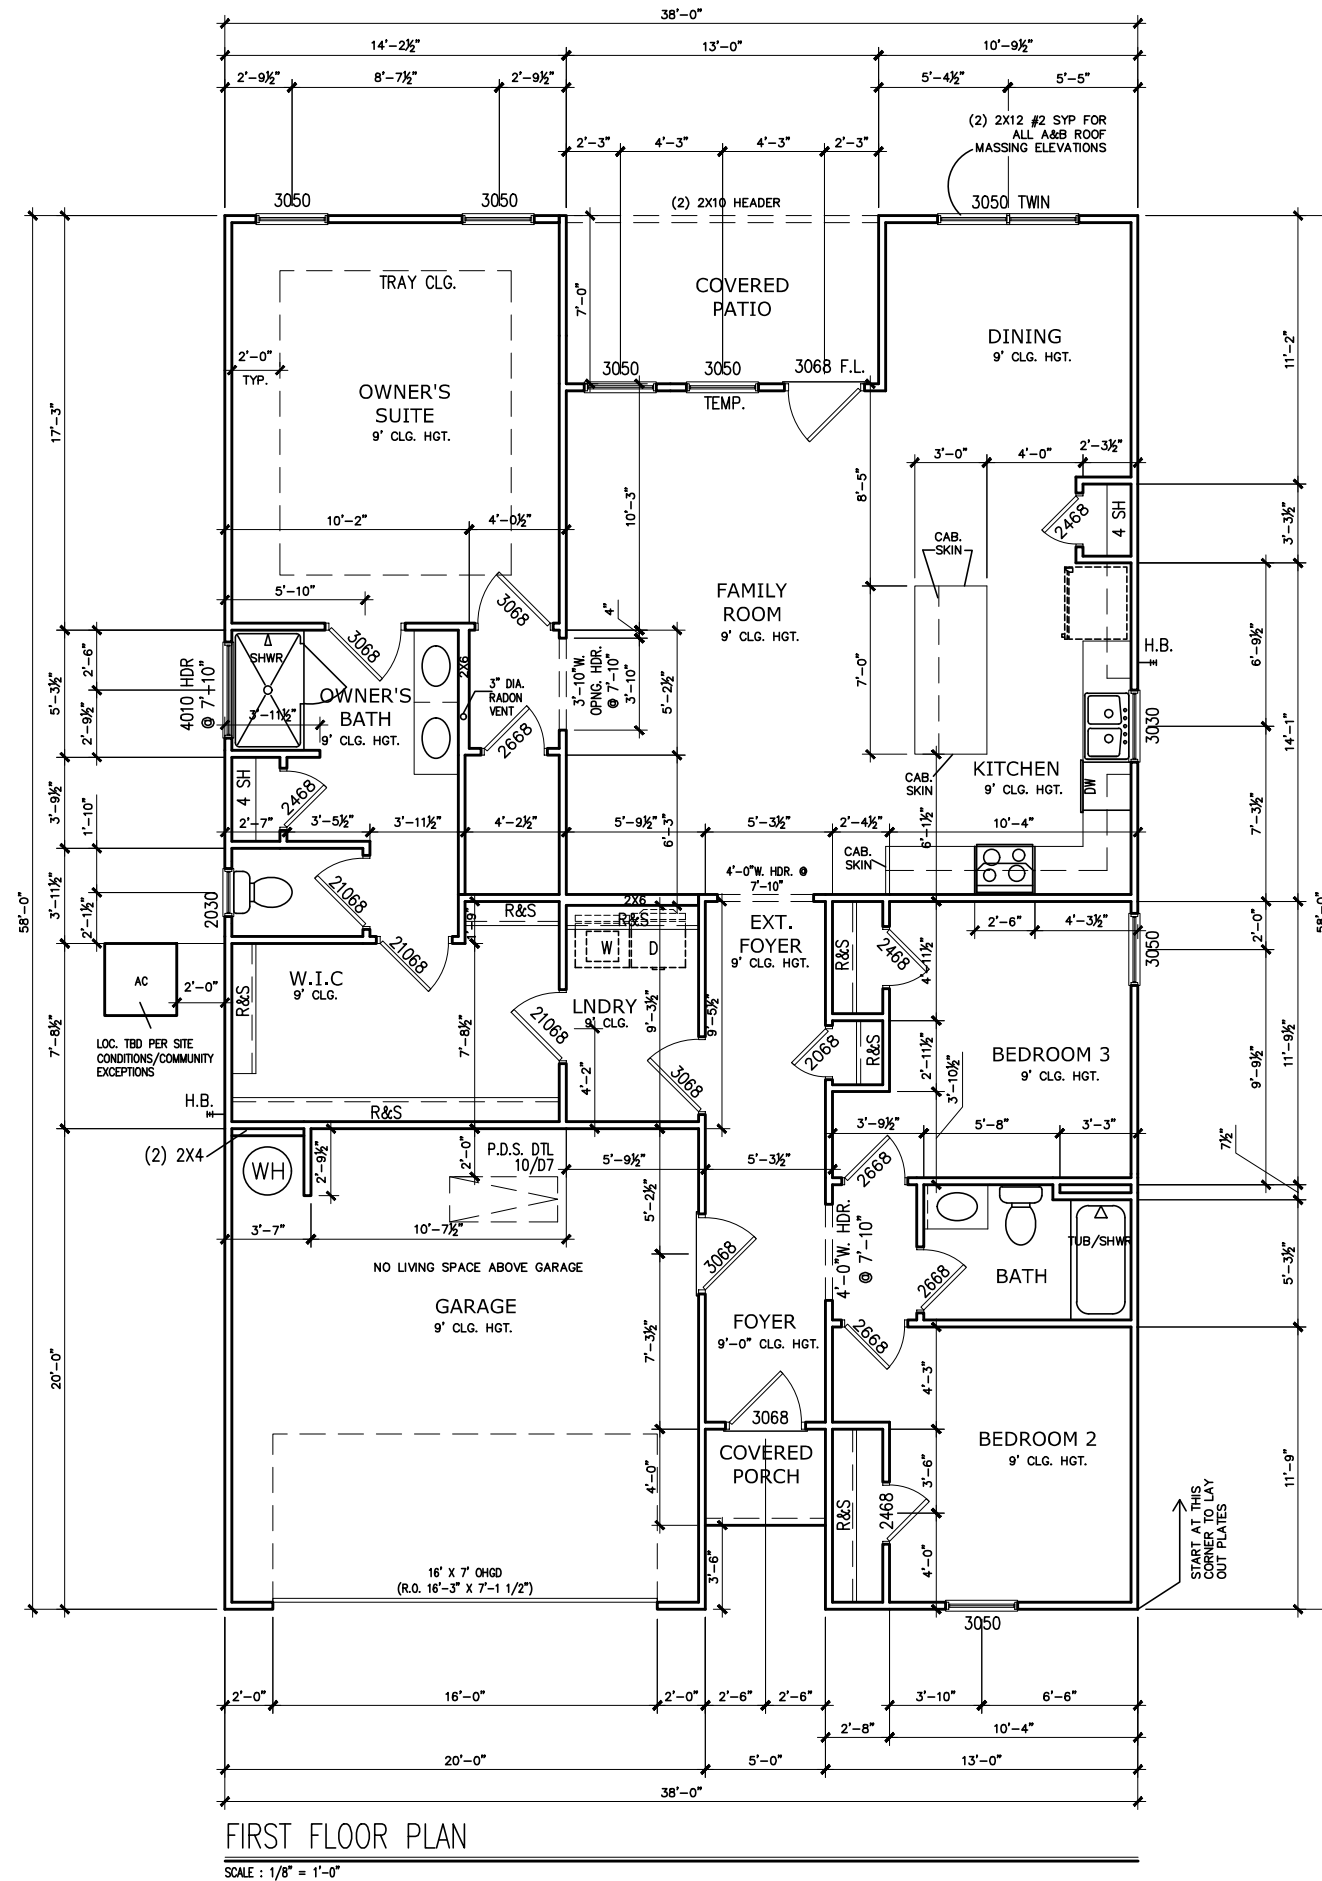 38'-0"
14'-2½"
13'-0"
10'-9½"
2'-9½"
8'-7½"
2'-9½"
5'-4½"
5'-5"
(2) 2X12 #2 SYP FOR
ALL A&B ROOF
MASSING ELEVATIONS
2'-3"
4'-3"
4'-3"
2'-3"
3050
3050
(2) 2X10 HEADER
3050 TWIN
TRAY CLG.
COVERED
PATIO
7'-0"
DINING
9' CLG. HGT.
11'-2"
2'-0"
TYP.
3050
3050
3068 F.L.
TEMP.
OWNER'S
SUITE
9' CLG. HGT.
17'-3"
3'-0"
4'-0"
2'-3½"
8'-5"
10'-3"
10'-2"
4'-0½"
2468
4 SH
3'-3½"
CAB.
SKIN
5'-10"
3068
FAMILY
ROOM
9' CLG. HGT.
4"
3068
SHWR
2X6
2'-6"
5'-3½"
2'-9½"
4010 HDR
@ 7'-10"
OWNER'S
BATH
9' CLG. HGT.
3'-11½"
3" DIA.
RADON
VENT
2668
3'-10"W.
OPNG. HDR.
@ 7'-10"
3'-10"
5'-2½"
7'-0"
H.B.
6'-9½"
3030
14'-1"
KITCHEN
9' CLG. HGT.
DW
CAB.
SKIN
4 SH
2468
3'-9½"
1'-10"
2'-7"
3'-5½"
3'-11½"
4'-2½"
5'-9½"
6'-3"
5'-3½"
2'-4½"
6'-1½"
10'-4"
7'-3½"
CAB.
SKIN
4'-0"W. HDR. @
7'-10"
58'-0"
3'-11½"
2'-1½"
2030
21068
R&S
2X6
R&S
EXT.
FOYER
9' CLG. HGT.
2'-6"
4'-3½"
2'-0"
58'-0"
21068
W
D
R&S
2468
4'-11½"
3050
AC
2'-0"
R&S
W.I.C
9' CLG.
LNDRY
9' CLG.
21068
9'-3½"
9'-5½"
LOC. TBD PER SITE
CONDITIONS/COMMUNITY
EXCEPTIONS
7'-8½"
7'-8½"
4'-2"
3068
2068
R&S
2'-11½"
3'-10½"
BEDROOM 3
9' CLG. HGT.
9'-9½"
11'-9½"
H.B.
R&S
3'-9½"
5'-8"
3'-3"
7½"
(2) 2X4
WH
2'-9½"
2'-0"
P.D.S. DTL
10/D7
5'-9½"
5'-3½"
2668
3'-7"
10'-7½"
5'-2½"
3068
4'-0"W. HDR.
@ 7'-10"
TUB/SHWR
2668
BATH
5'-3½"
NO LIVING SPACE ABOVE GARAGE
GARAGE
9' CLG. HGT.
FOYER
9'-0" CLG. HGT.
2668
20'-0"
7'-3½"
4'-3"
3068
COVERED
PORCH
BEDROOM 2
9' CLG. HGT.
4'-0"
R&S
2468
3'-6"
11'-9"
START AT THIS
CORNER TO LAY
OUT PLATES
16' X 7' OHGD
(R.O. 16'-3" X 7'-1 1/2")
3'-6"
4'-0"
3050
2'-0"
16'-0"
2'-0"
2'-6"
2'-6"
3'-10"
6'-6"
2'-8"
10'-4"
20'-0"
5'-0"
13'-0"
38'-0"
FIRST FLOOR PLAN
SCALE : 1/8" = 1'-0"